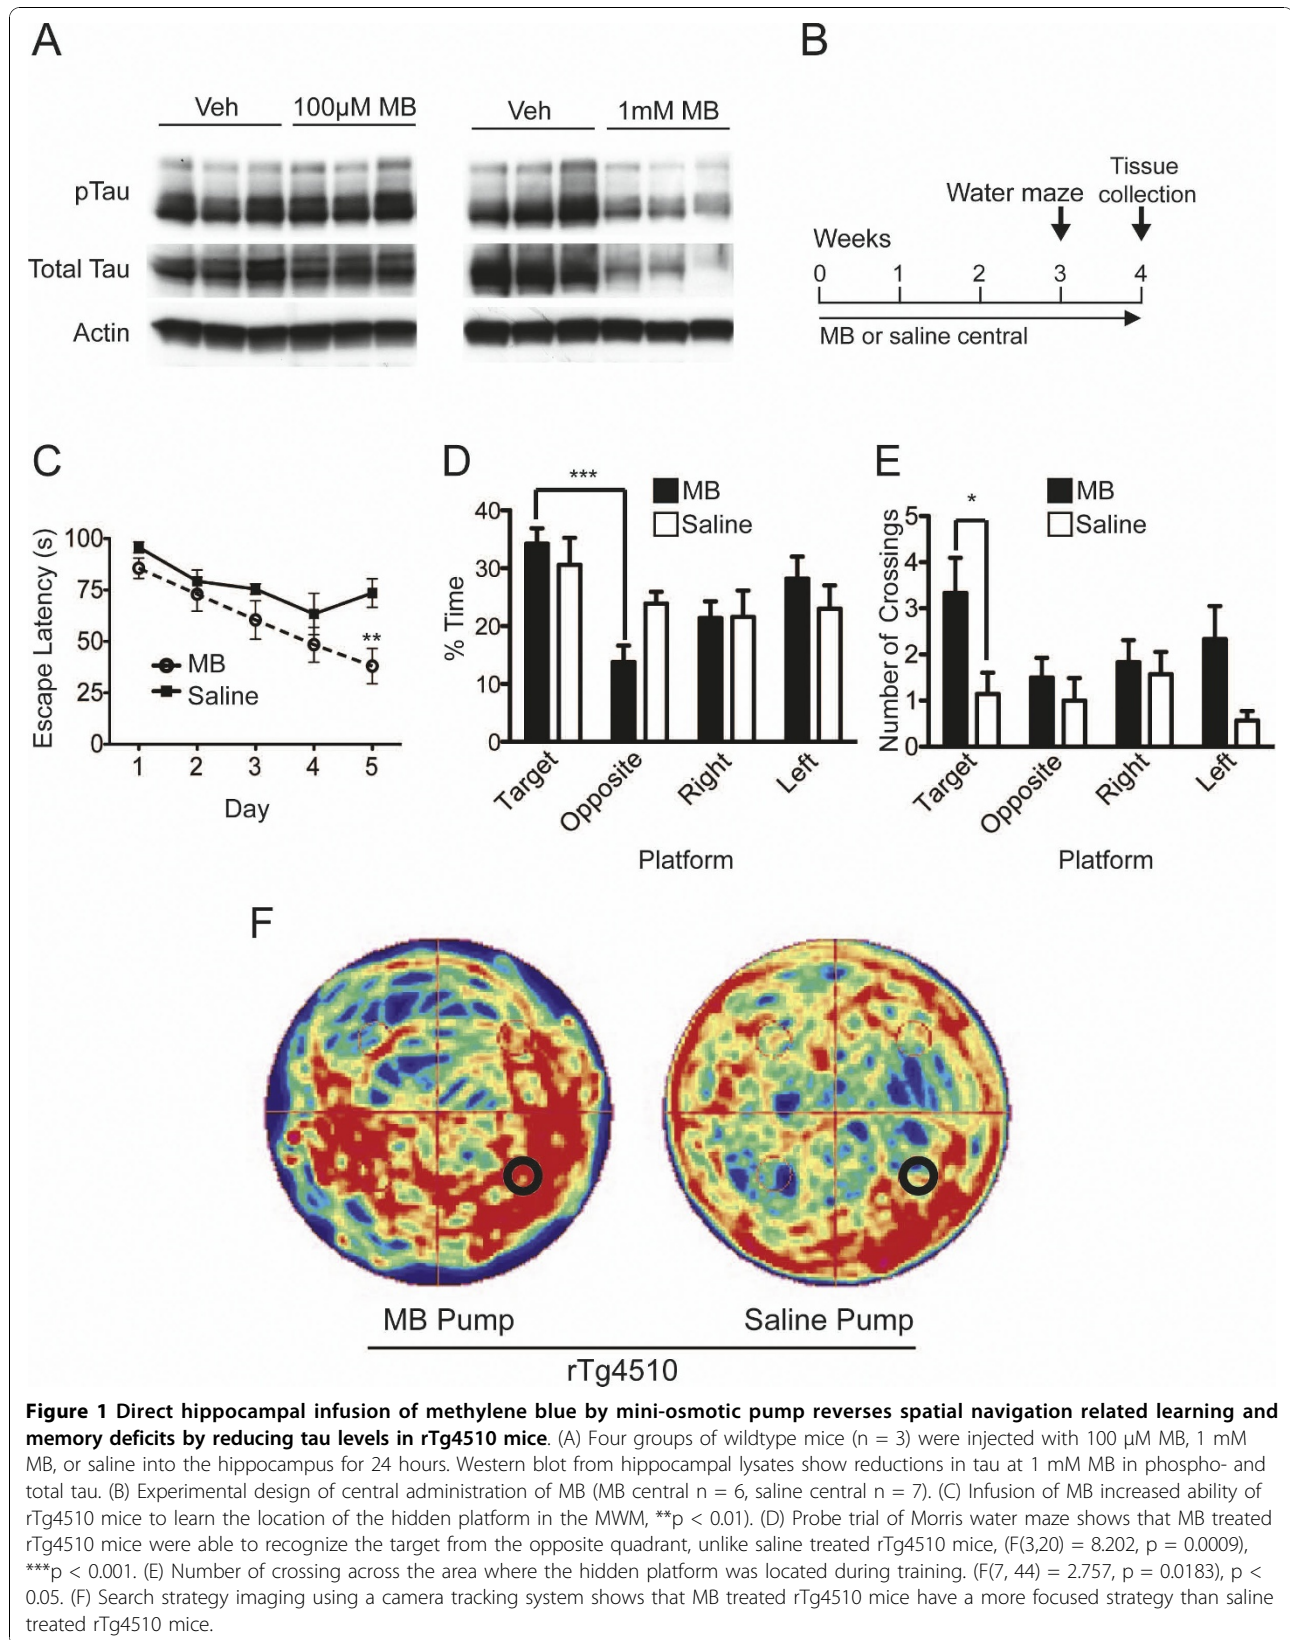 A
B
Veh
100µM MB
Veh
1mM MB
pTau
Total Tau
Actin
Tissue
Water maze collection
Weeks
0 1 2 3 4
MB or saline central
C
Escape Latency (s)
100
75
50
25
0
**
MB
Saline
1 2 3 4 5
Day
D
***
MB
Saline
% Time
40
30
20
10
0
Target
Opposite
Right
Left
Platform
E
*
MB
Saline
Number of Crossings
5
4
3
2
1
0
Target
Opposite
Right
Left
Platform
F
MB Pump
Saline Pump
rTg4510
Figure 1 Direct hippocampal infusion of methylene blue by mini-osmotic pump reverses spatial navigation related learning and
memory deficits by reducing tau levels in rTg4510 mice. (A) Four groups of wildtype mice (n = 3) were injected with 100 µM MB, 1 mM
MB, or saline into the hippocampus for 24 hours. Western blot from hippocampal lysates show reductions in tau at 1 mM MB in phospho- and
total tau. (B) Experimental design of central administration of MB (MB central n = 6, saline central n = 7). (C) Infusion of MB increased ability of
rTg4510 mice to learn the location of the hidden platform in the MWM, **p < 0.01). (D) Probe trial of Morris water maze shows that MB treated
rTg4510 mice were able to recognize the target from the opposite quadrant, unlike saline treated rTg4510 mice, (F(3,20) = 8.202, p = 0.0009),
***p < 0.001. (E) Number of crossing across the area where the hidden platform was located during training. (F(7, 44) = 2.757, p = 0.0183), p <
0.05. (F) Search strategy imaging using a camera tracking system shows that MB treated rTg4510 mice have a more focused strategy than saline
treated rTg4510 mice.